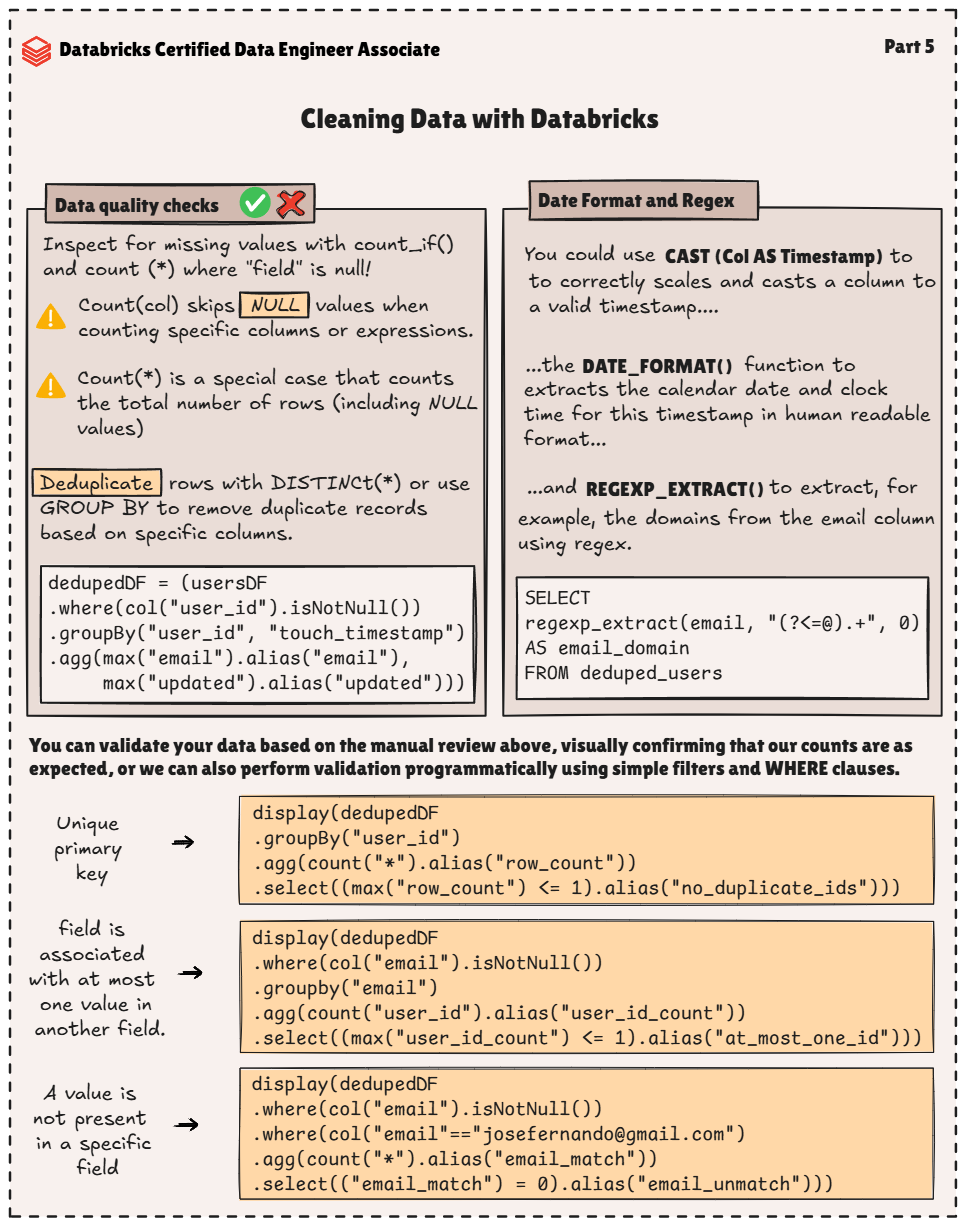 Databricks Certified Data Engineer Associate
Part 5
Cleaning Data with Databricks
Data quality checks
Inspect for missing values with count_if()
and count (*) where "field" is null!
Count(col) skips NULL values when
counting specific columns or expressions.
Count(*) is a special case that counts
the total number of rows (including NULL
values)
Deduplicate rows with DISTINCt(*) or use
GROUP BY to remove duplicate records
based on specific columns.
dedupedDF = (usersDF
.where(col("user_id").isNotNull())
.groupBy("user_id", "touch_timestamp")
.agg(max("email").alias("email"),
max("updated").alias("updated")))
Date Format and Regex
You could use CAST (Col AS Timestamp) to
to correctly scales and casts a column to
a valid timestamp....
...the DATE_FORMAT() function to
extracts the calendar date and clock
time for this timestamp in human readable
format...
...and REGEXP_EXTRACT() to extract, for
example, the domains from the email column
using regex.
SELECT
regexp_extract(email, "(?<=@).+", 0)
AS email_domain
FROM deduped_users
You can validate your data based on the manual review above, visually confirming that our counts are as
expected, or we can also perform validation programmatically using simple filters and WHERE clauses.
Unique
primary
key
display(dedupedDF
.groupBy("user_id")
.agg(count("*").alias("row_count"))
.select((max("row_count") <= 1).alias("no_duplicate_ids")))
field is
associated
with at most
one value in
another field.
display(dedupedDF
.where(col("email").isNotNull())
.groupby("email")
.agg(count("user_id").alias("user_id_count"))
.select((max("user_id_count") <= 1).alias("at_most_one_id")))
A value is
not present
in a specific
field
display(dedupedDF
.where(col("email").isNotNull())
.where(col("email"=="josefernando@gmail.com")
.agg(count("*").alias("email_match"))
.select(("email_match") = 0).alias("email_unmatch")))